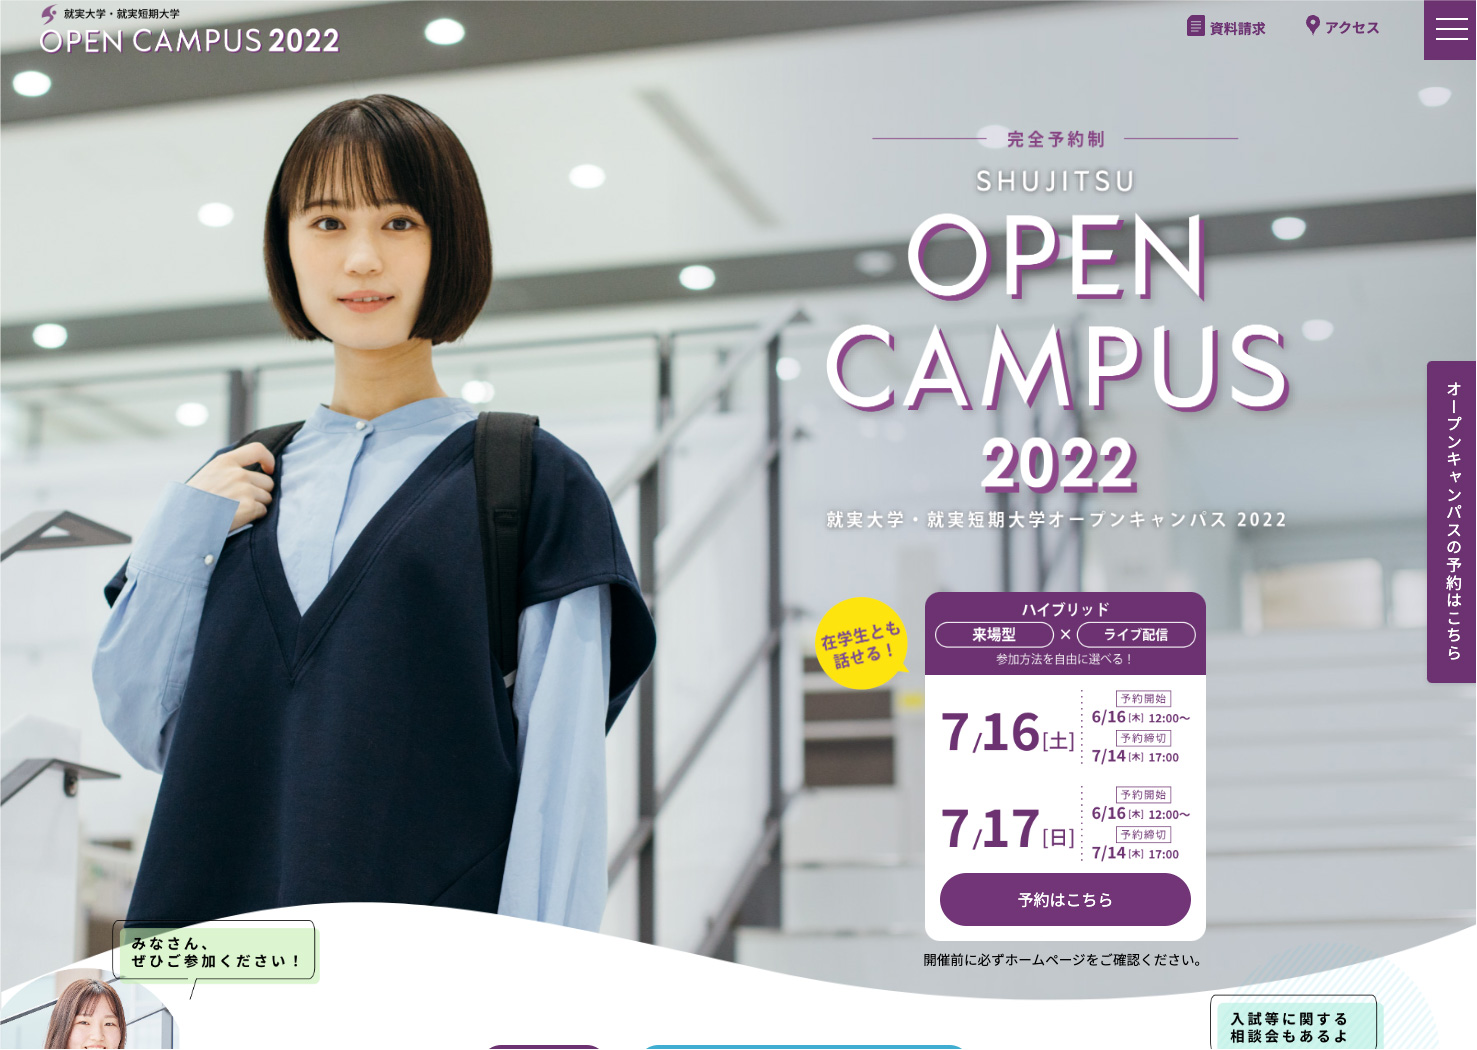 就実大学・就実短期大学
OPEN CAMPUS 2022
資料請求
アクセス
完全予約制
SHUJITSU
OPEN
CAMPUS
2022
就実大学・就実短期大学オープンキャンパス 2022
オープンキャンパスの予約はこちら
在学生とも
話せる！
ハイブリッド
来場型 × ライブ配信
参加方法を自由に選べる！
7/16[土]
予約開始
6/16[木] 12:00〜
予約締切
7/14[木] 17:00
7/17[日]
予約開始
6/16[木] 12:00〜
予約締切
7/14[木] 17:00
予約はこちら
開催前に必ずホームページをご確認ください。
みなさん、
ぜひご参加ください！
入試等に関する
相談会もあるよ